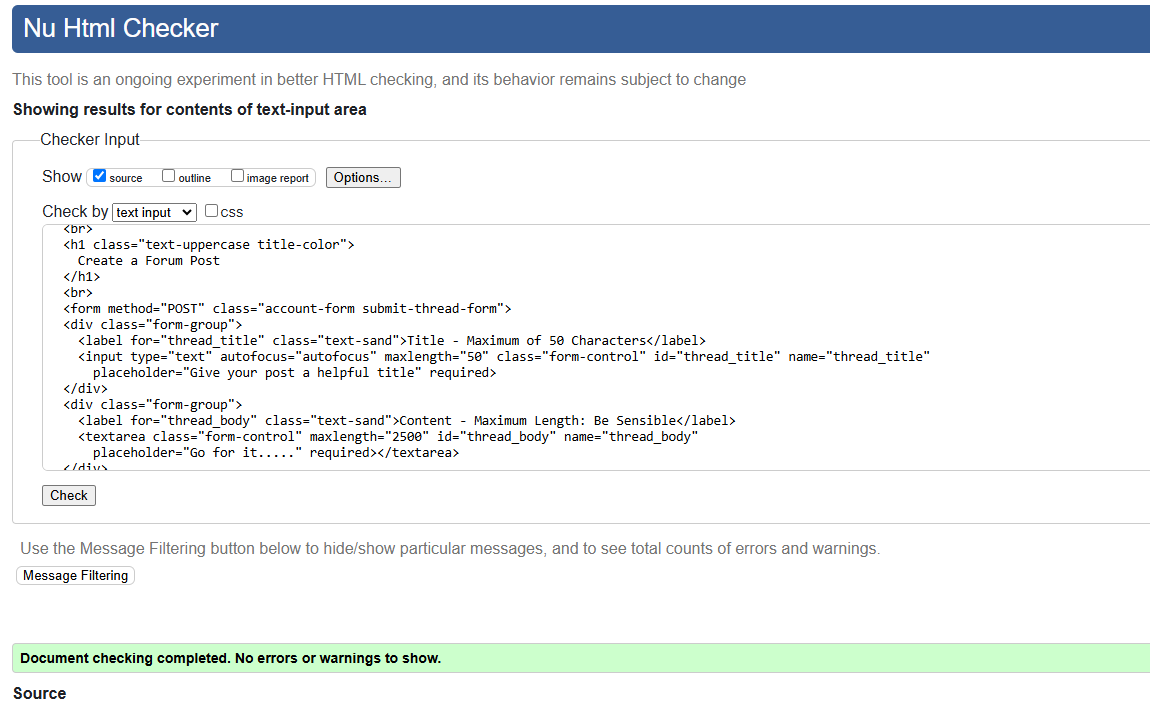 Nu Html Checker
This tool is an ongoing experiment in better HTML checking, and its behavior remains subject to change
Showing results for contents of text-input area
Checker Input
Show source outline image report Options...
Check by text input css
<br>
<h1 class="text-uppercase title-color">
Create a Forum Post
</h1>
<br>
<form method="POST" class="account-form submit-thread-form">
<div class="form-group">
<label for="thread_title" class="text-sand">Title - Maximum of 50 Characters</label>
<input type="text" autofocus="autofocus" maxlength="50" class="form-control" id="thread_title" name="thread_title"
placeholder="Give your post a helpful title" required>
</div>
<div class="form-group">
<label for="thread_body" class="text-sand">Content - Maximum Length: Be Sensible</label>
<textarea class="form-control" maxlength="2500" id="thread_body" name="thread_body"
placeholder="Go for it....." required></textarea>
</div>
Check
Use the Message Filtering button below to hide/show particular messages, and to see total counts of errors and warnings.
Message Filtering
Document checking completed. No errors or warnings to show.
Source